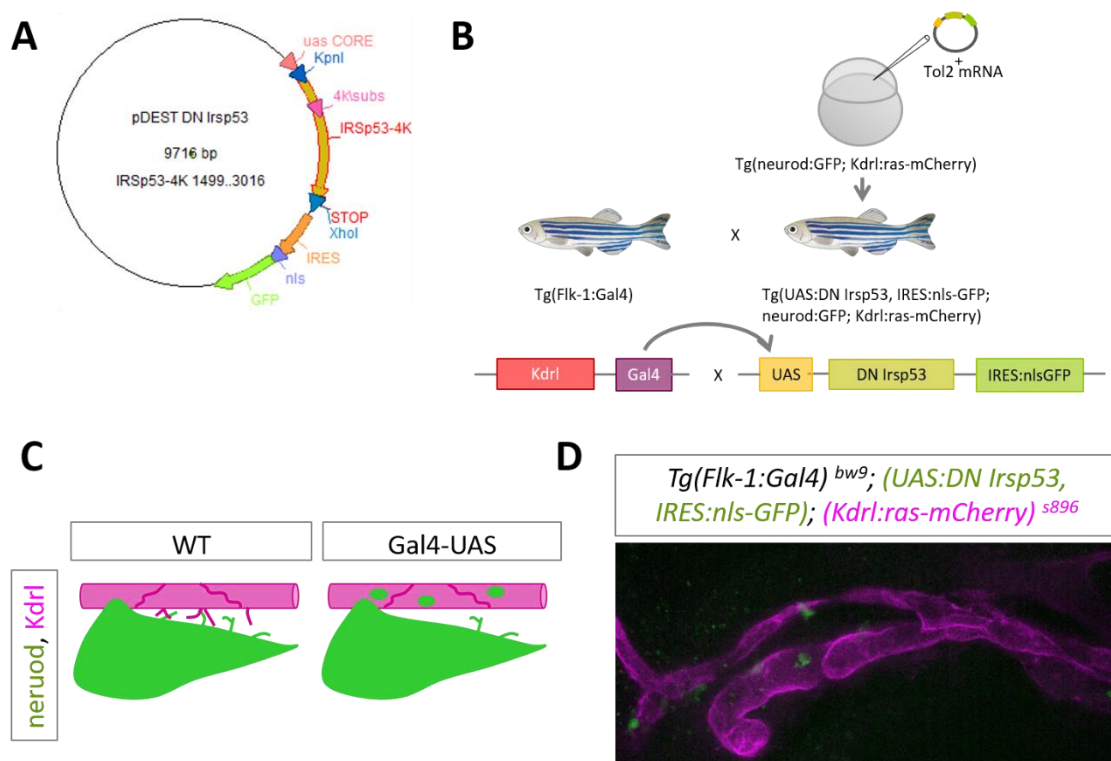 A
uas CORE
KpnI
4k\subs
IRSp53-4K
pDEST DN Irsp53
9716 bp
IRSp53-4K 1499..3016
STOP
XhoI
IRES
nls
GFP
B
+
Tol2 mRNA
Tg(neurod:GFP; Kdrl:ras-mCherry)
X
Tg(Flk-1:Gal4)
Tg(UAS:DN Irsp53, IRES:nls-GFP;
neurod:GFP; Kdrl:ras-mCherry)
Kdrl
Gal4
X
UAS
DN Irsp53
IRES:nlsGFP
C
WT
Gal4-UAS
neruod, Kdrl
D
Tg(Flk-1:Gal4) bw9; (UAS:DN Irsp53,
IRES:nls-GFP); (Kdrl:ras-mCherry) s896